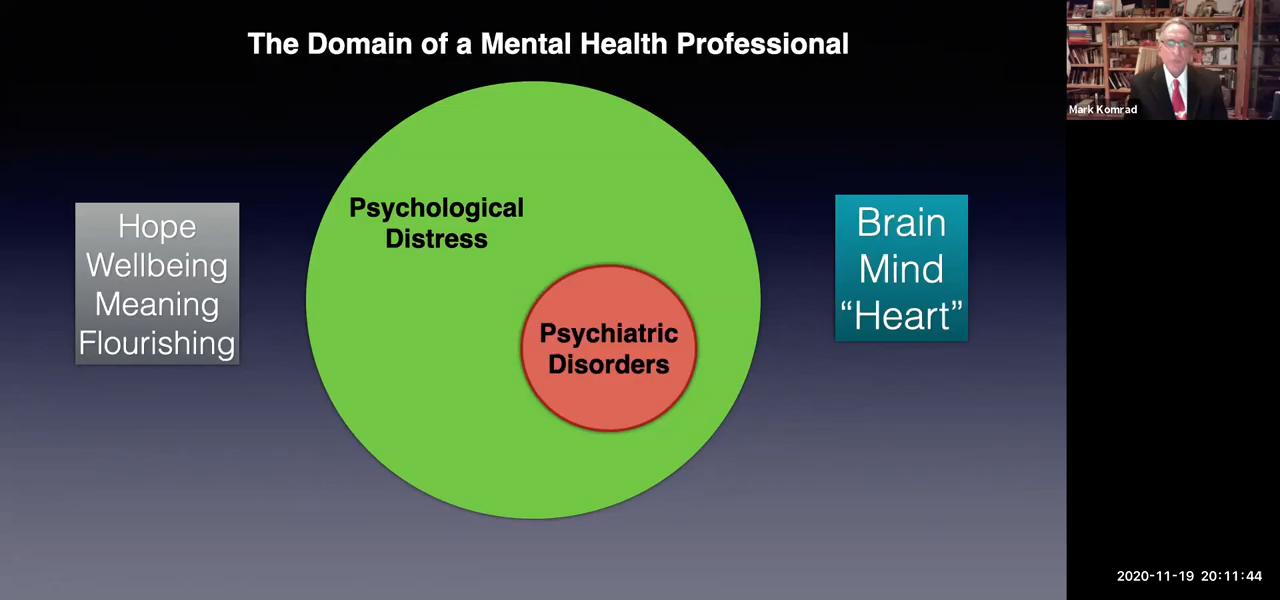 The Domain of a Mental Health Professional
Psychological
Distress
Psychiatric
Disorders
Hope
Wellbeing
Meaning
Flourishing
Brain
Mind
“Heart”
Mark Komrad
2020-11-19 20:11:44